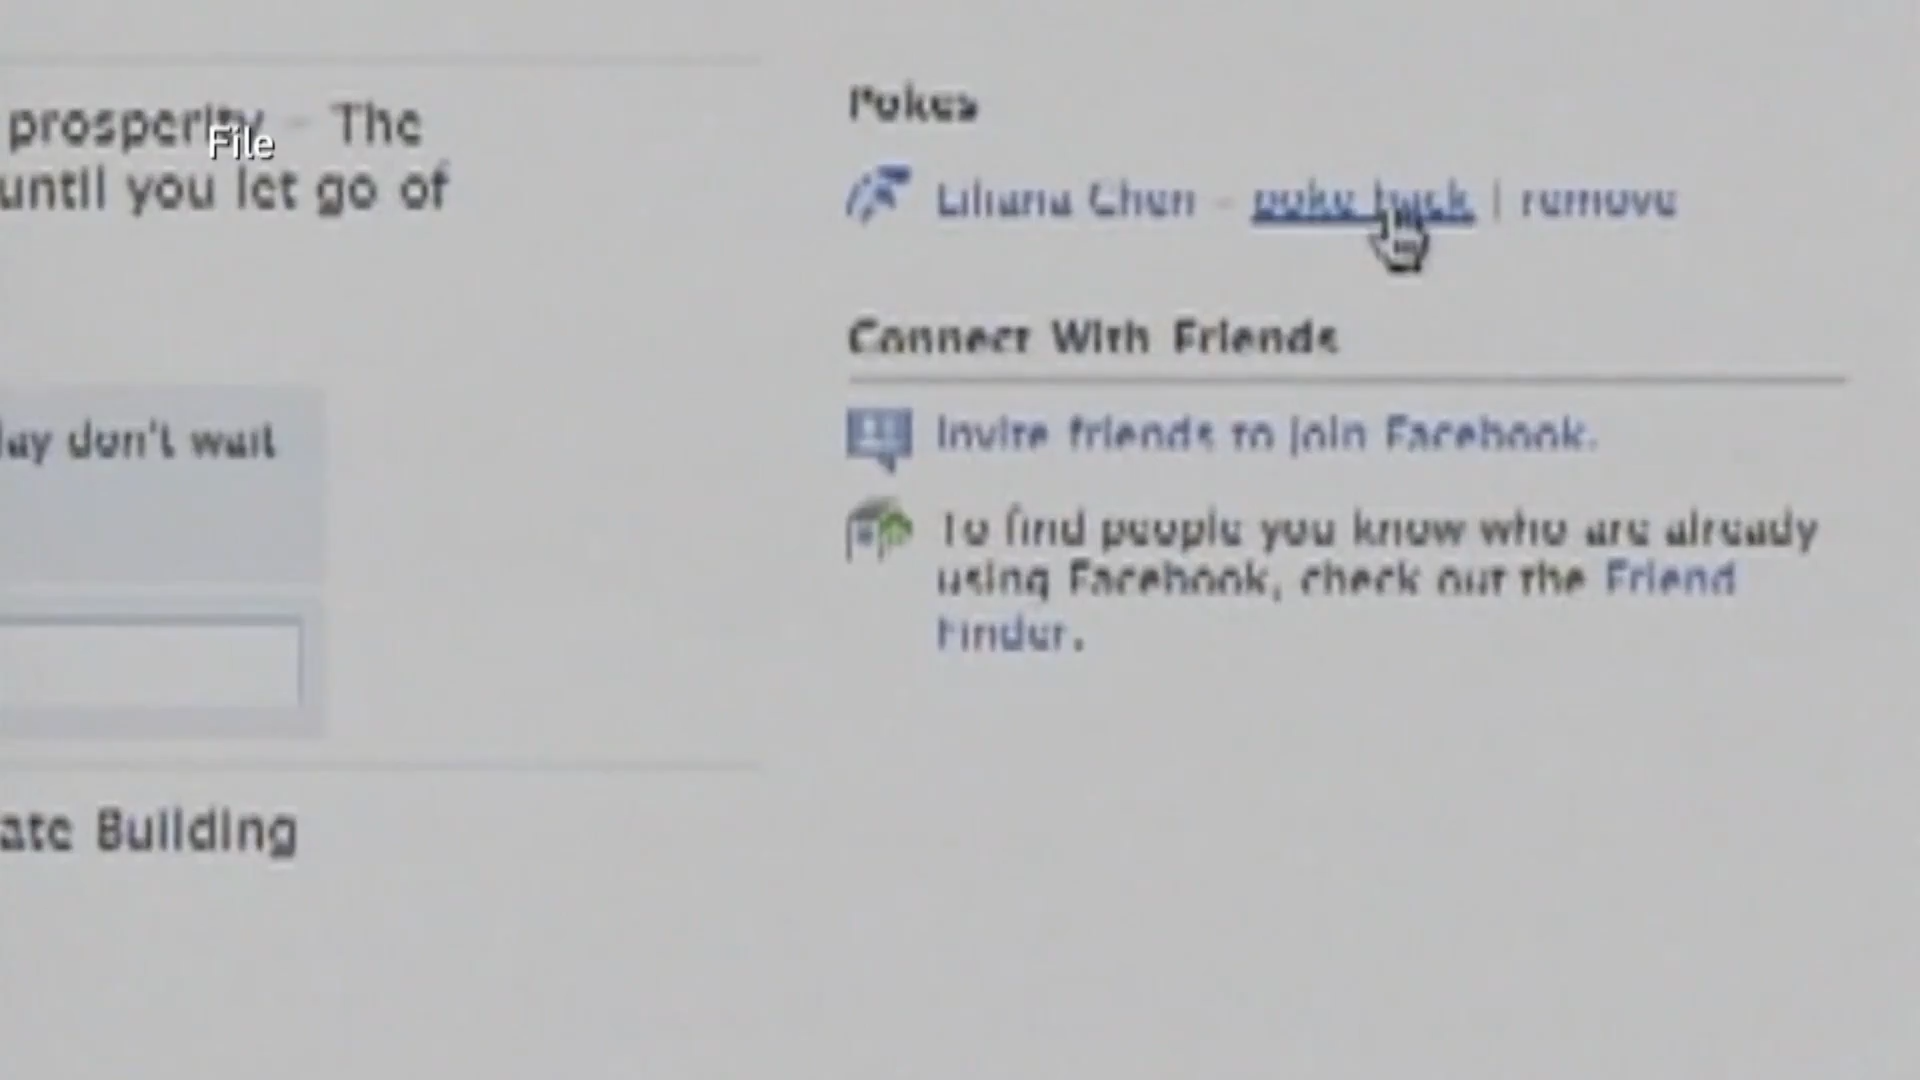 prosperity - The
File
until you let go of
don't wait
ate Building
Pokes
Liliana Chen - poke back | remove
Connect With Friends
Invite friends to join Facebook.
To find people you know who are already
using Facebook, check out the Friend
Finder.